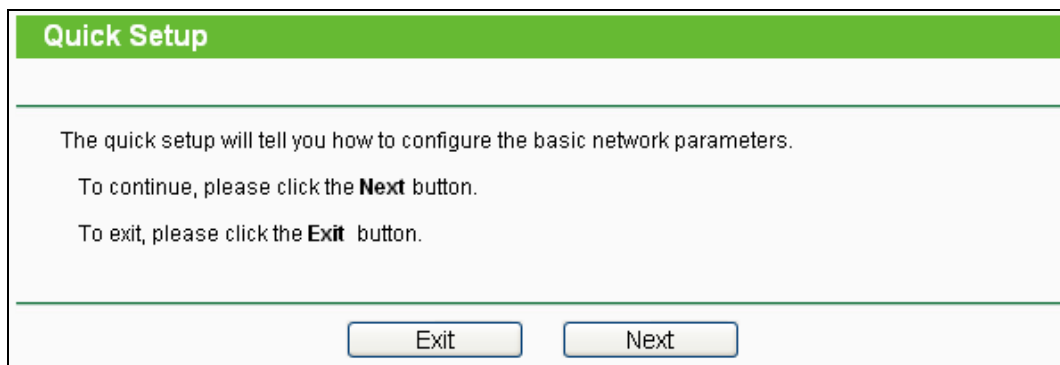 Quick Setup
The quick setup will tell you how to configure the basic network parameters.
To continue, please click the Next button.
To exit, please click the Exit button.
Exit Next